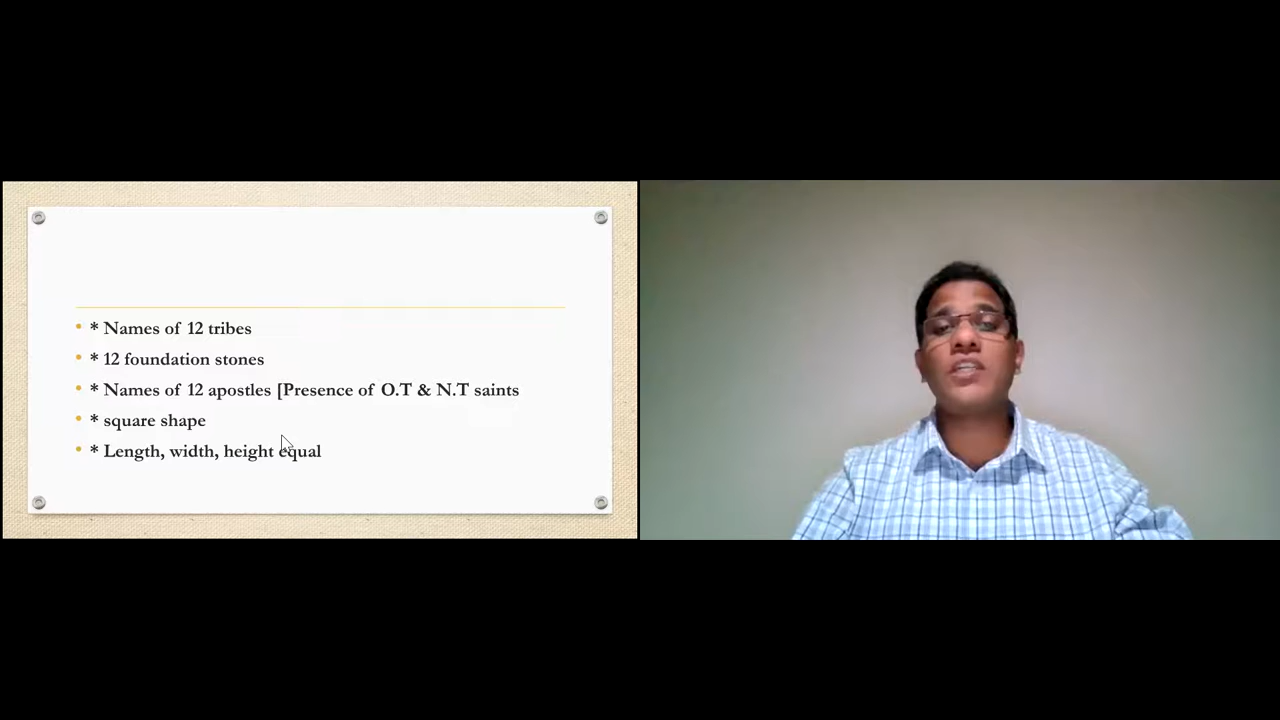 * Names of 12 tribes
* 12 foundation stones
* Names of 12 apostles [Presence of O.T & N.T saints
* square shape
* Length, width, height equal